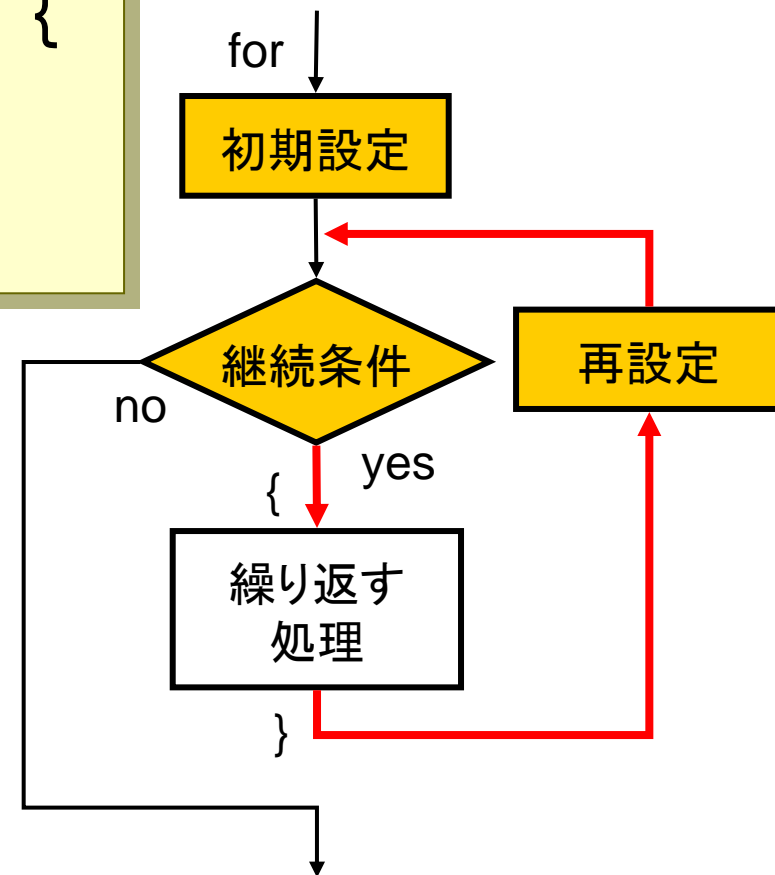 {
for
初期設定
継続条件
再設定
no
yes
{
繰り返す
処理
}